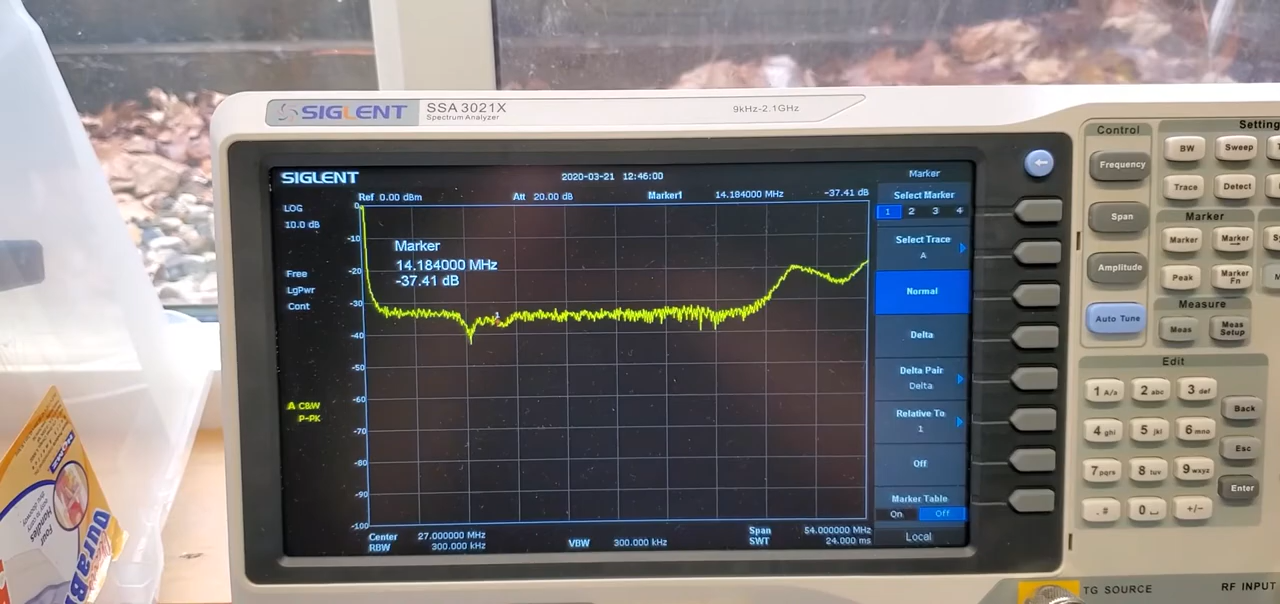 SIGLENT SSA 3021X 9kHz-2.1GHz
Spectrum Analyzer
SIGLENT 2020-03-21 12:46:00 Marker
Ref 0.00 dBm Att 20.00 dB Marker1 14.184000 MHz -37.41 dB
LOG
10.0 dB
Free
LgPwr
Cont
A C&W
P-PK
0
-10
-20
-30
-40
-50
-60
-70
-80
-90
-100
Marker
14.184000 MHz
-37.41 dB
1
Center 27.000000 MHz Span 54.000000 MHz
RBW 300.000 kHz VBW 300.000 kHz SWT 24.000 ms
Select Marker
1 2 3 4
Select Trace
A
Normal
Delta
Delta Pair
Delta
Relative To
1
Off
Marker Table
On Off
Local
Control
Frequency
Span
Amplitude
Auto Tune
BW Sweep
Trace Detect
Marker
Marker Marker
Peak Marker Fn
Measure
Meas Meas Setup
Edit
1 A/a 2 abc 3 def
4 ghi 5 jkl 6 mno
7 pqrs 8 tuv 9 wxyz
. # 0 +/-
Back
Esc
Enter
TG SOURCE RF INPUT